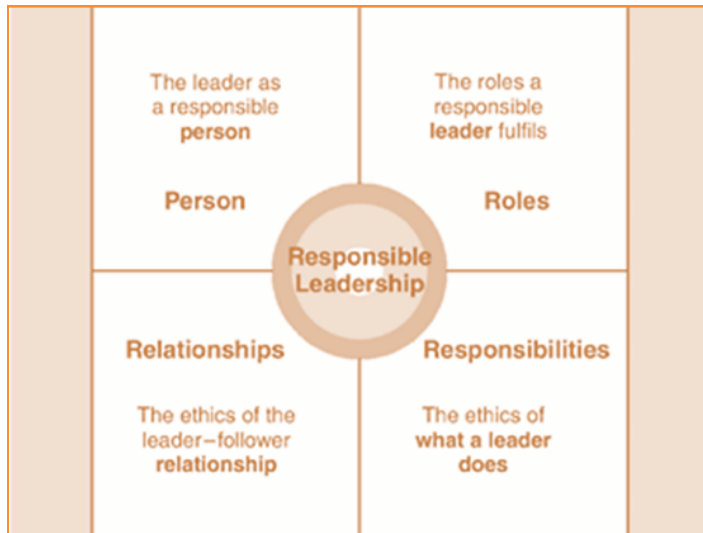 The leader as
a responsible
person
Person
The roles a
responsible
leader fulfils
Roles
Responsible
Leadership
Relationships
The ethics of the
leader–follower
relationship
Responsibilities
The ethics of
what a leader
does